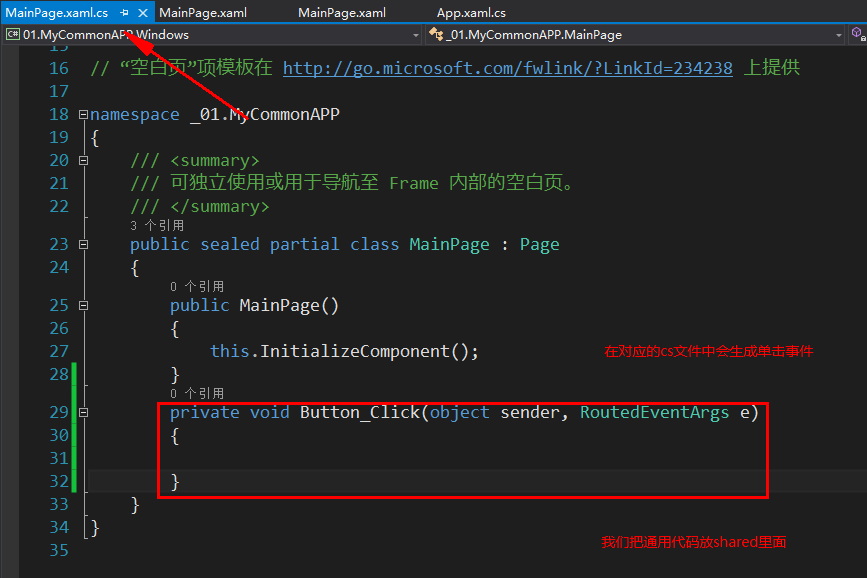 MainPage.xaml.cs MainPage.xaml MainPage.xaml App.xaml.cs
C# 01.MyCommonAPP.Windows _01.MyCommonAPP.MainPage
15
16 // “空白页”项模板在 http://go.microsoft.com/fwlink/?LinkId=234238 上提供
17
18 namespace _01.MyCommonAPP
19 {
20 /// <summary>
21 /// 可独立使用或用于导航至 Frame 内部的空白页。
22 /// </summary>
3 个引用
23 public sealed partial class MainPage : Page
24 {
0 个引用
25 public MainPage()
26 {
27 this.InitializeComponent();
在对应的cs文件中会生成单击事件
28 }
0 个引用
29 private void Button_Click(object sender, RoutedEventArgs e)
30 {
31
32 }
33 }
34 }
我们把通用代码放shared里面
35